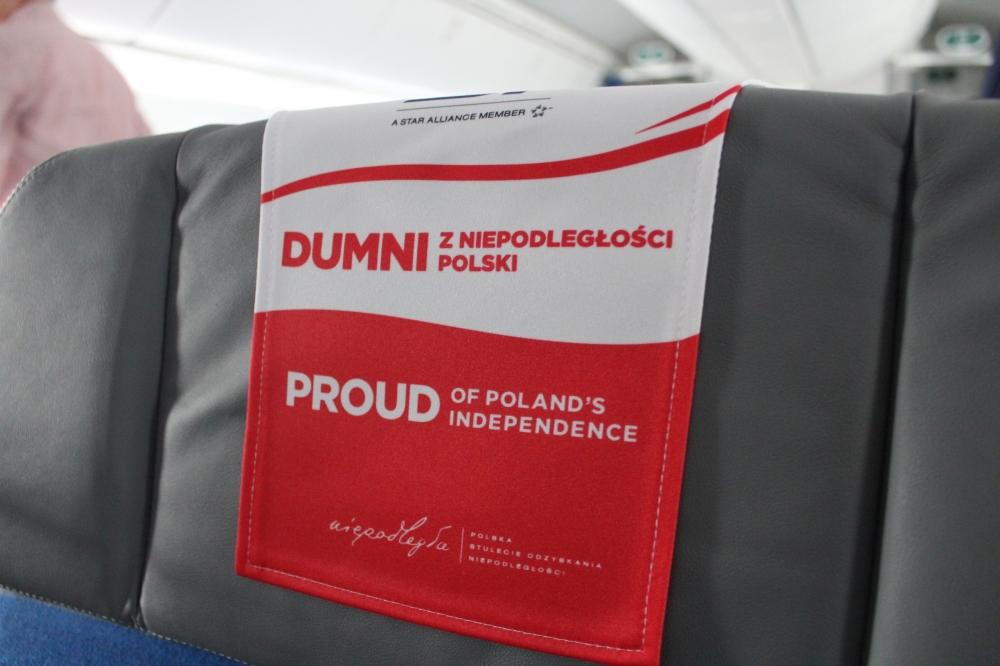 A STAR ALLIANCE MEMBER
DUMNI Z NIEPODLEGŁOŚCI
POLSKI
PROUD OF POLAND'S
INDEPENDENCE
niepodległa
POLSKA
STULECIE ODZYSKANIA
NIEPODLEGŁOŚCI